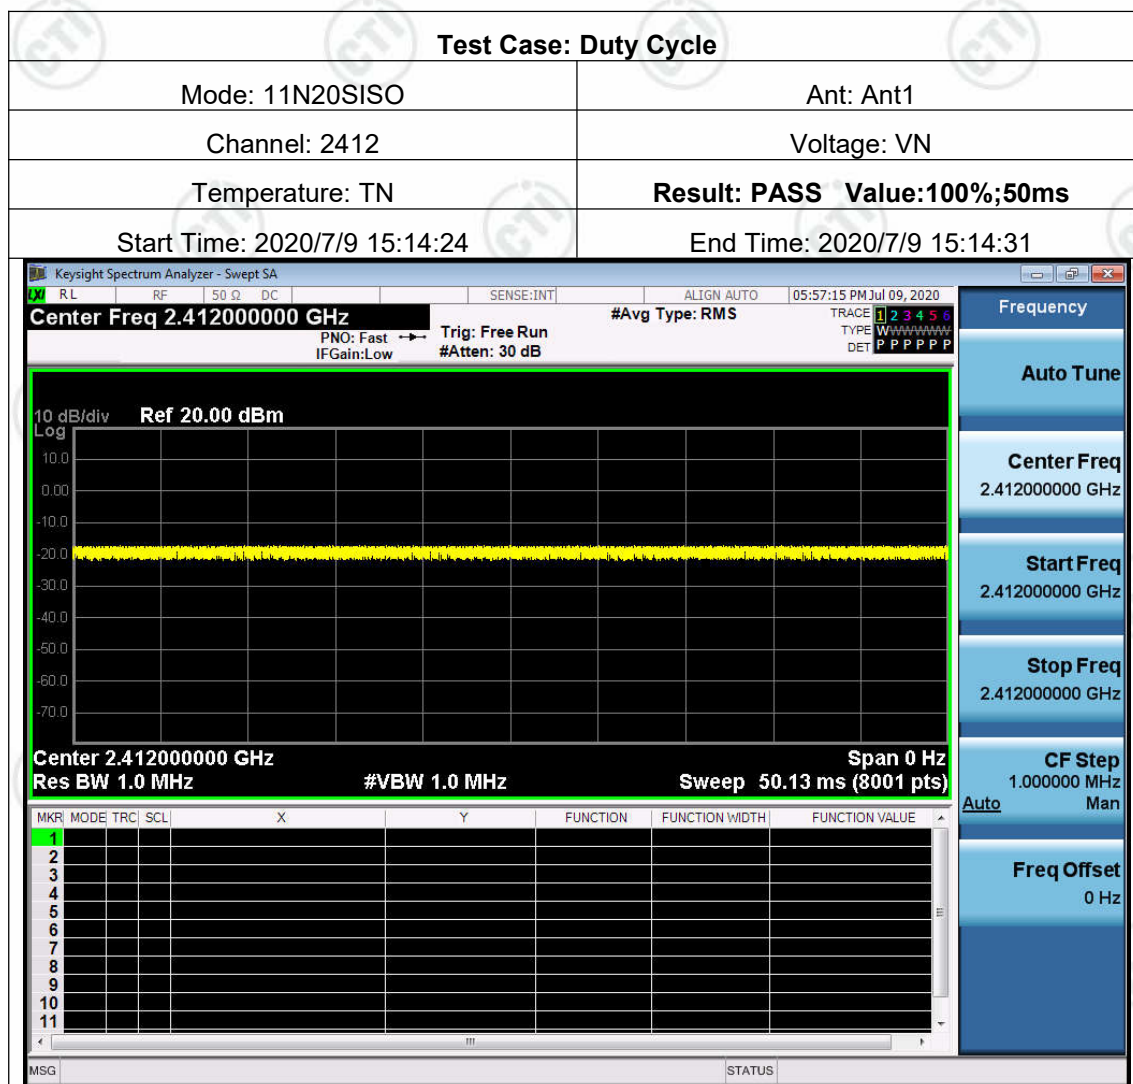 Test Case: Duty Cycle
Mode: 11N20SISO Ant: Ant1
Channel: 2412 Voltage: VN
Temperature: TN Result: PASS Value:100%;50ms
Start Time: 2020/7/9 15:14:24 End Time: 2020/7/9 15:14:31
Keysight Spectrum Analyzer - Swept SA
LXI RL RF 50 Ω DC SENSE:INT ALIGN AUTO 05:57:15 PM Jul 09, 2020
Center Freq 2.412000000 GHz #Avg Type: RMS TRACE 1 2 3 4 5 6
PNO: Fast Trig: Free Run TYPE WWWWWW
IFGain:Low #Atten: 30 dB DET P P P P P P
Frequency
Auto Tune
Center Freq
2.412000000 GHz
Start Freq
2.412000000 GHz
Stop Freq
2.412000000 GHz
CF Step
1.000000 MHz
Auto Man
Freq Offset
0 Hz
10 dB/div Ref 20.00 dBm
Log
10.0
0.00
-10.0
-20.0
-30.0
-40.0
-50.0
-60.0
-70.0
Center 2.412000000 GHz Span 0 Hz
Res BW 1.0 MHz #VBW 1.0 MHz Sweep 50.13 ms (8001 pts)
MKR MODE TRC SCL X Y FUNCTION FUNCTION WIDTH FUNCTION VALUE
1
2
3
4
5
6
7
8
9
10
11
MSG STATUS
CTI
CTI
CTI
CTI
CTI
CTI